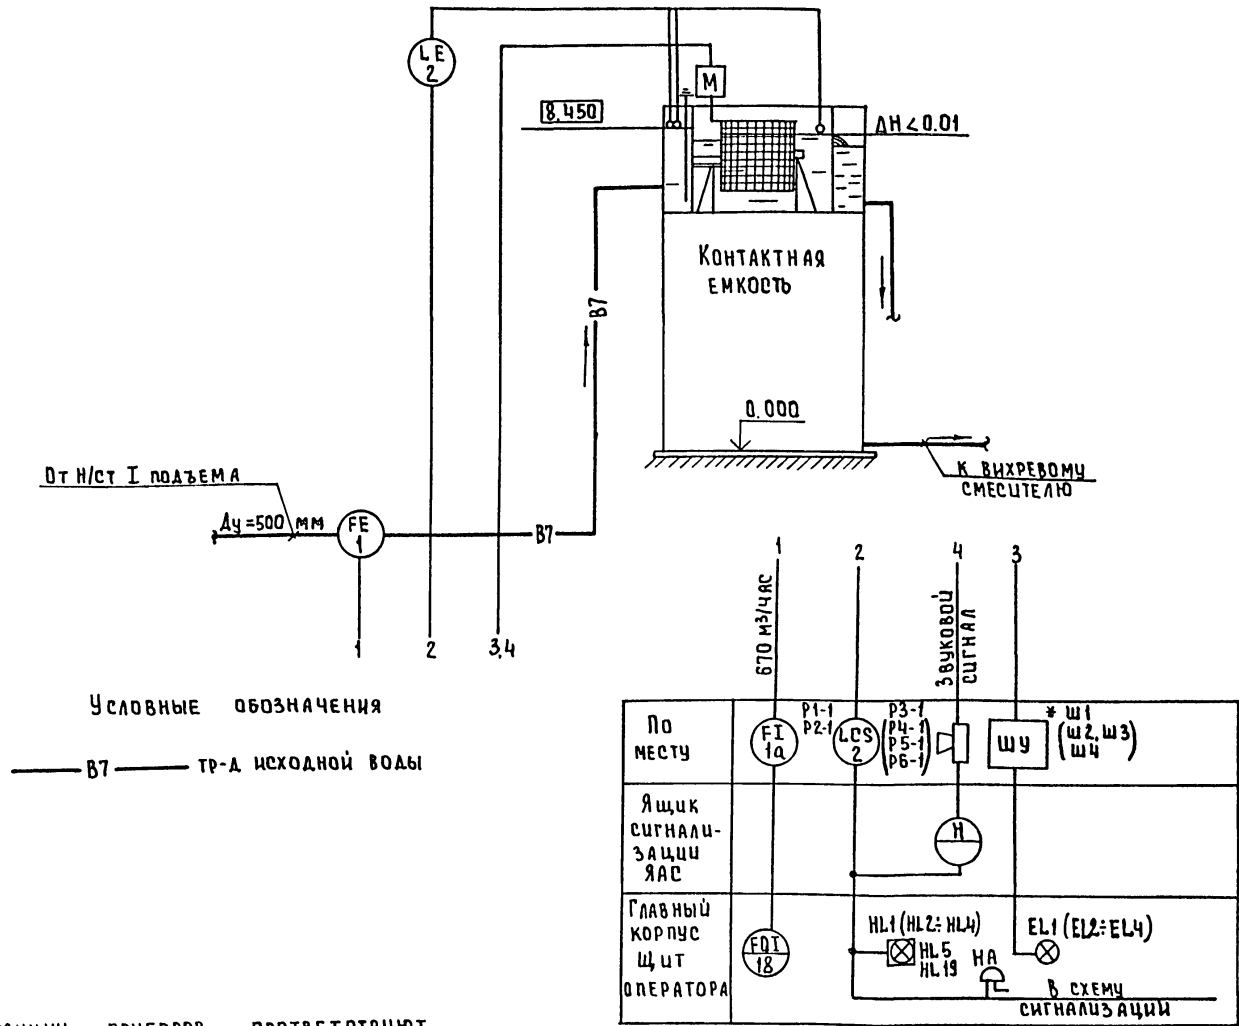 LE
2
М
8.450
ΔH<0.01
Контактная
емкость
В7
0.000
От н/ст I подъема
к вихревому
смесителю
Ду=500 мм
FE
1
В7
1
2
3,4
1
2
4
3
670 м³/час
Звуковой
сигнал
Условные обозначения
В7 тр-д исходной воды
По
месту
FI
1а
Р1-1
Р2-1
LCS
2
Р3-1
(Р4-1
Р5-1
Р6-1)
ШУ
* Ш1
(Ш2, Ш3)
Ш4
Ящик
сигнали-
зации
ЯАС
Н
Главный
корпус
щит
оператора
FQI
1б
HL1 (HL2÷HL4)
HL5
HL19
НА
EL1 (EL2÷EL4)
В схему
сигнализации